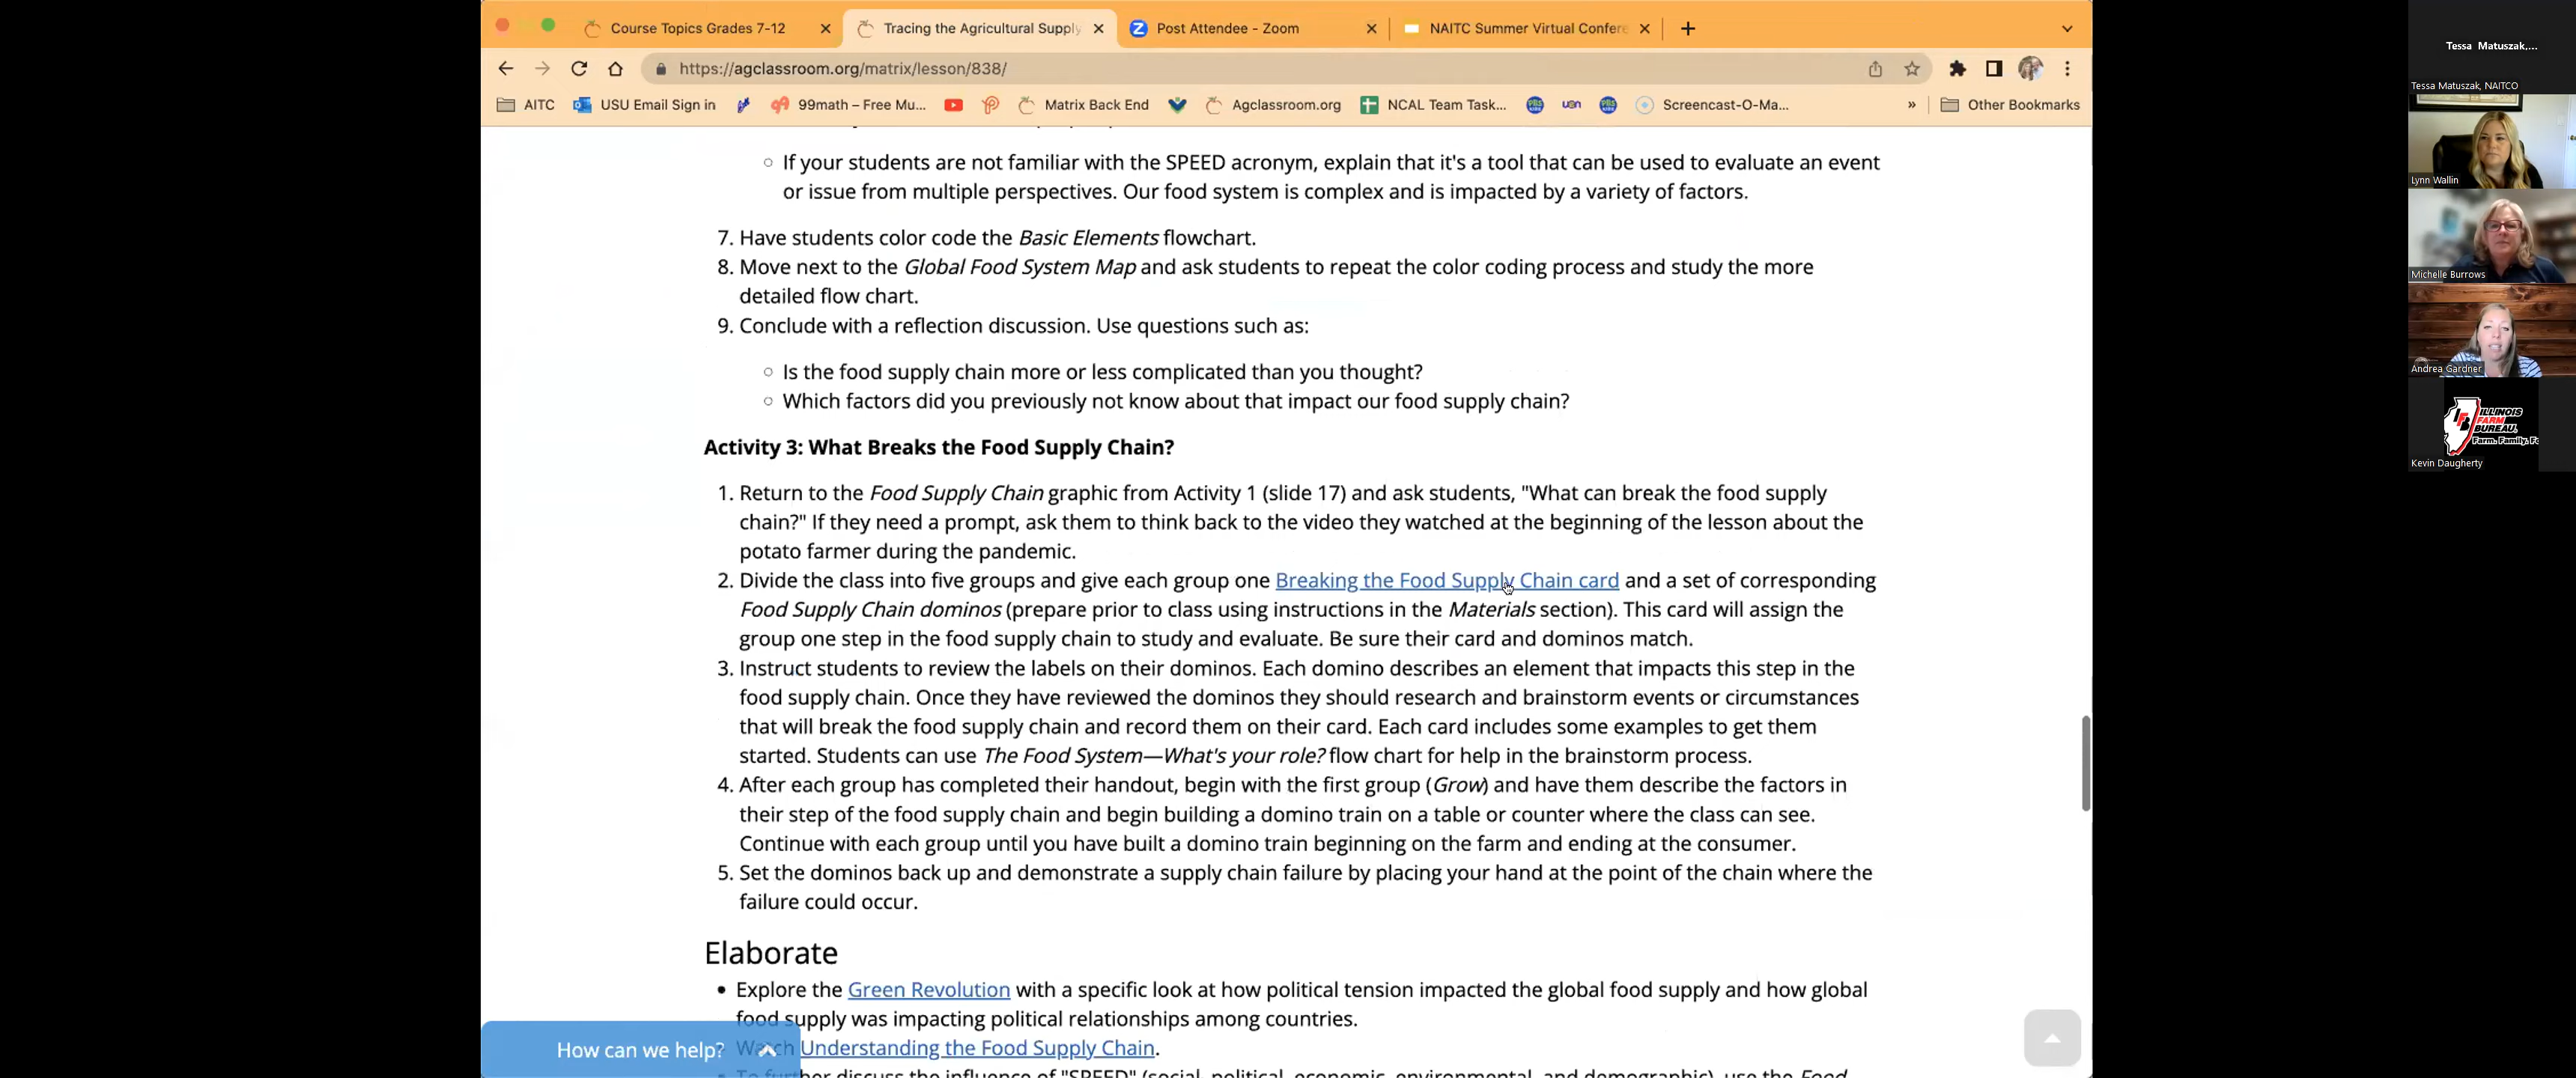 Course Topics Grades 7-12
Tracing the Agricultural Supply
Post Attendee - Zoom
NAITC Summer Virtual Confere
https://agclassroom.org/matrix/lesson/838/
AITC
USU Email Sign in
99math – Free Mu...
Matrix Back End
Agclassroom.org
NCAL Team Task...
Screencast-O-Ma...
» Other Bookmarks
If your students are not familiar with the SPEED acronym, explain that it's a tool that can be used to evaluate an event
or issue from multiple perspectives. Our food system is complex and is impacted by a variety of factors.
7. Have students color code the Basic Elements flowchart.
8. Move next to the Global Food System Map and ask students to repeat the color coding process and study the more
detailed flow chart.
9. Conclude with a reflection discussion. Use questions such as:
Is the food supply chain more or less complicated than you thought?
Which factors did you previously not know about that impact our food supply chain?
Activity 3: What Breaks the Food Supply Chain?
1. Return to the Food Supply Chain graphic from Activity 1 (slide 17) and ask students, "What can break the food supply
chain?" If they need a prompt, ask them to think back to the video they watched at the beginning of the lesson about the
potato farmer during the pandemic.
2. Divide the class into five groups and give each group one Breaking the Food Supply Chain card and a set of corresponding
Food Supply Chain dominos (prepare prior to class using instructions in the Materials section). This card will assign the
group one step in the food supply chain to study and evaluate. Be sure their card and dominos match.
3. Instruct students to review the labels on their dominos. Each domino describes an element that impacts this step in the
food supply chain. Once they have reviewed the dominos they should research and brainstorm events or circumstances
that will break the food supply chain and record them on their card. Each card includes some examples to get them
started. Students can use The Food System—What's your role? flow chart for help in the brainstorm process.
4. After each group has completed their handout, begin with the first group (Grow) and have them describe the factors in
their step of the food supply chain and begin building a domino train on a table or counter where the class can see.
Continue with each group until you have built a domino train beginning on the farm and ending at the consumer.
5. Set the dominos back up and demonstrate a supply chain failure by placing your hand at the point of the chain where the
failure could occur.
Elaborate
• Explore the Green Revolution with a specific look at how political tension impacted the global food supply and how global
food supply was impacting political relationships among countries.
Watch Understanding the Food Supply Chain.
To further discuss the influence of "SPEED" (social, political, economic, environmental, and demographic), use the Food
How can we help?
Tessa Matuszak,...
Tessa Matuszak, NAITCO
Lynn Wallin
Michelle Burrows
Andrea Gardner
ILLINOIS
FARM
BUREAU.
Farm. Family.
Kevin Daugherty